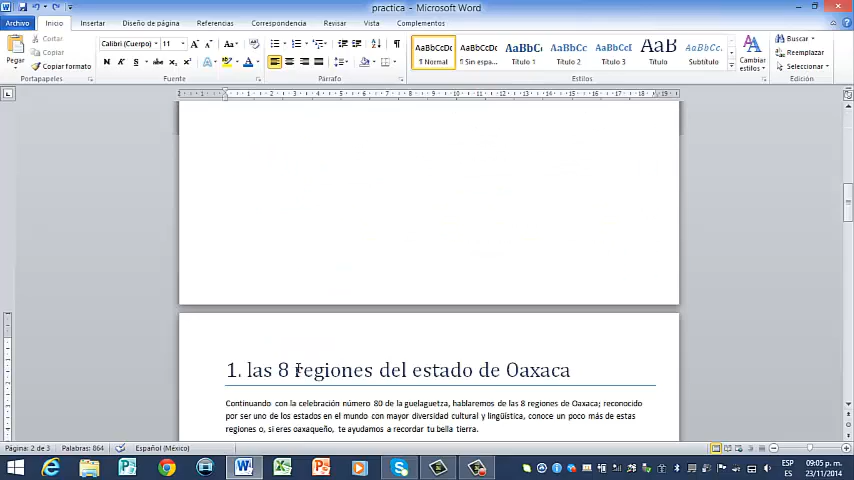 practica - Microsoft Word
Archivo Inicio Insertar Diseño de página Referencias Correspondencia Revisar Vista Complementos
Pegar
Cortar
Copiar
Copiar formato
Portapapeles
Calibri (Cuerpo) 11
Fuente
Párrafo
AaBbCcDc AaBbCcDc AaBbC AaBbCc AaBbCcI AaB AaBbCc.
¶ Normal ¶ Sin espa... Título 1 Título 2 Título 3 Título Subtítulo
Estilos
Cambiar estilos
Buscar
Reemplazar
Seleccionar
Edición
1. las 8 regiones del estado de Oaxaca
Continuando con la celebración número 80 de la guelaguetza, hablaremos de las 8 regiones de Oaxaca; reconocido
por ser uno de los estados en el mundo con mayor diversidad cultural y lingüística, conoce un poco más de estas
regiones o, si eres oaxaqueño, te ayudamos a recordar tu bella tierra.
Página: 2 de 3 Palabras: 864 Español (México) 110%
ESP 09:05 p. m.
ES 23/11/2014